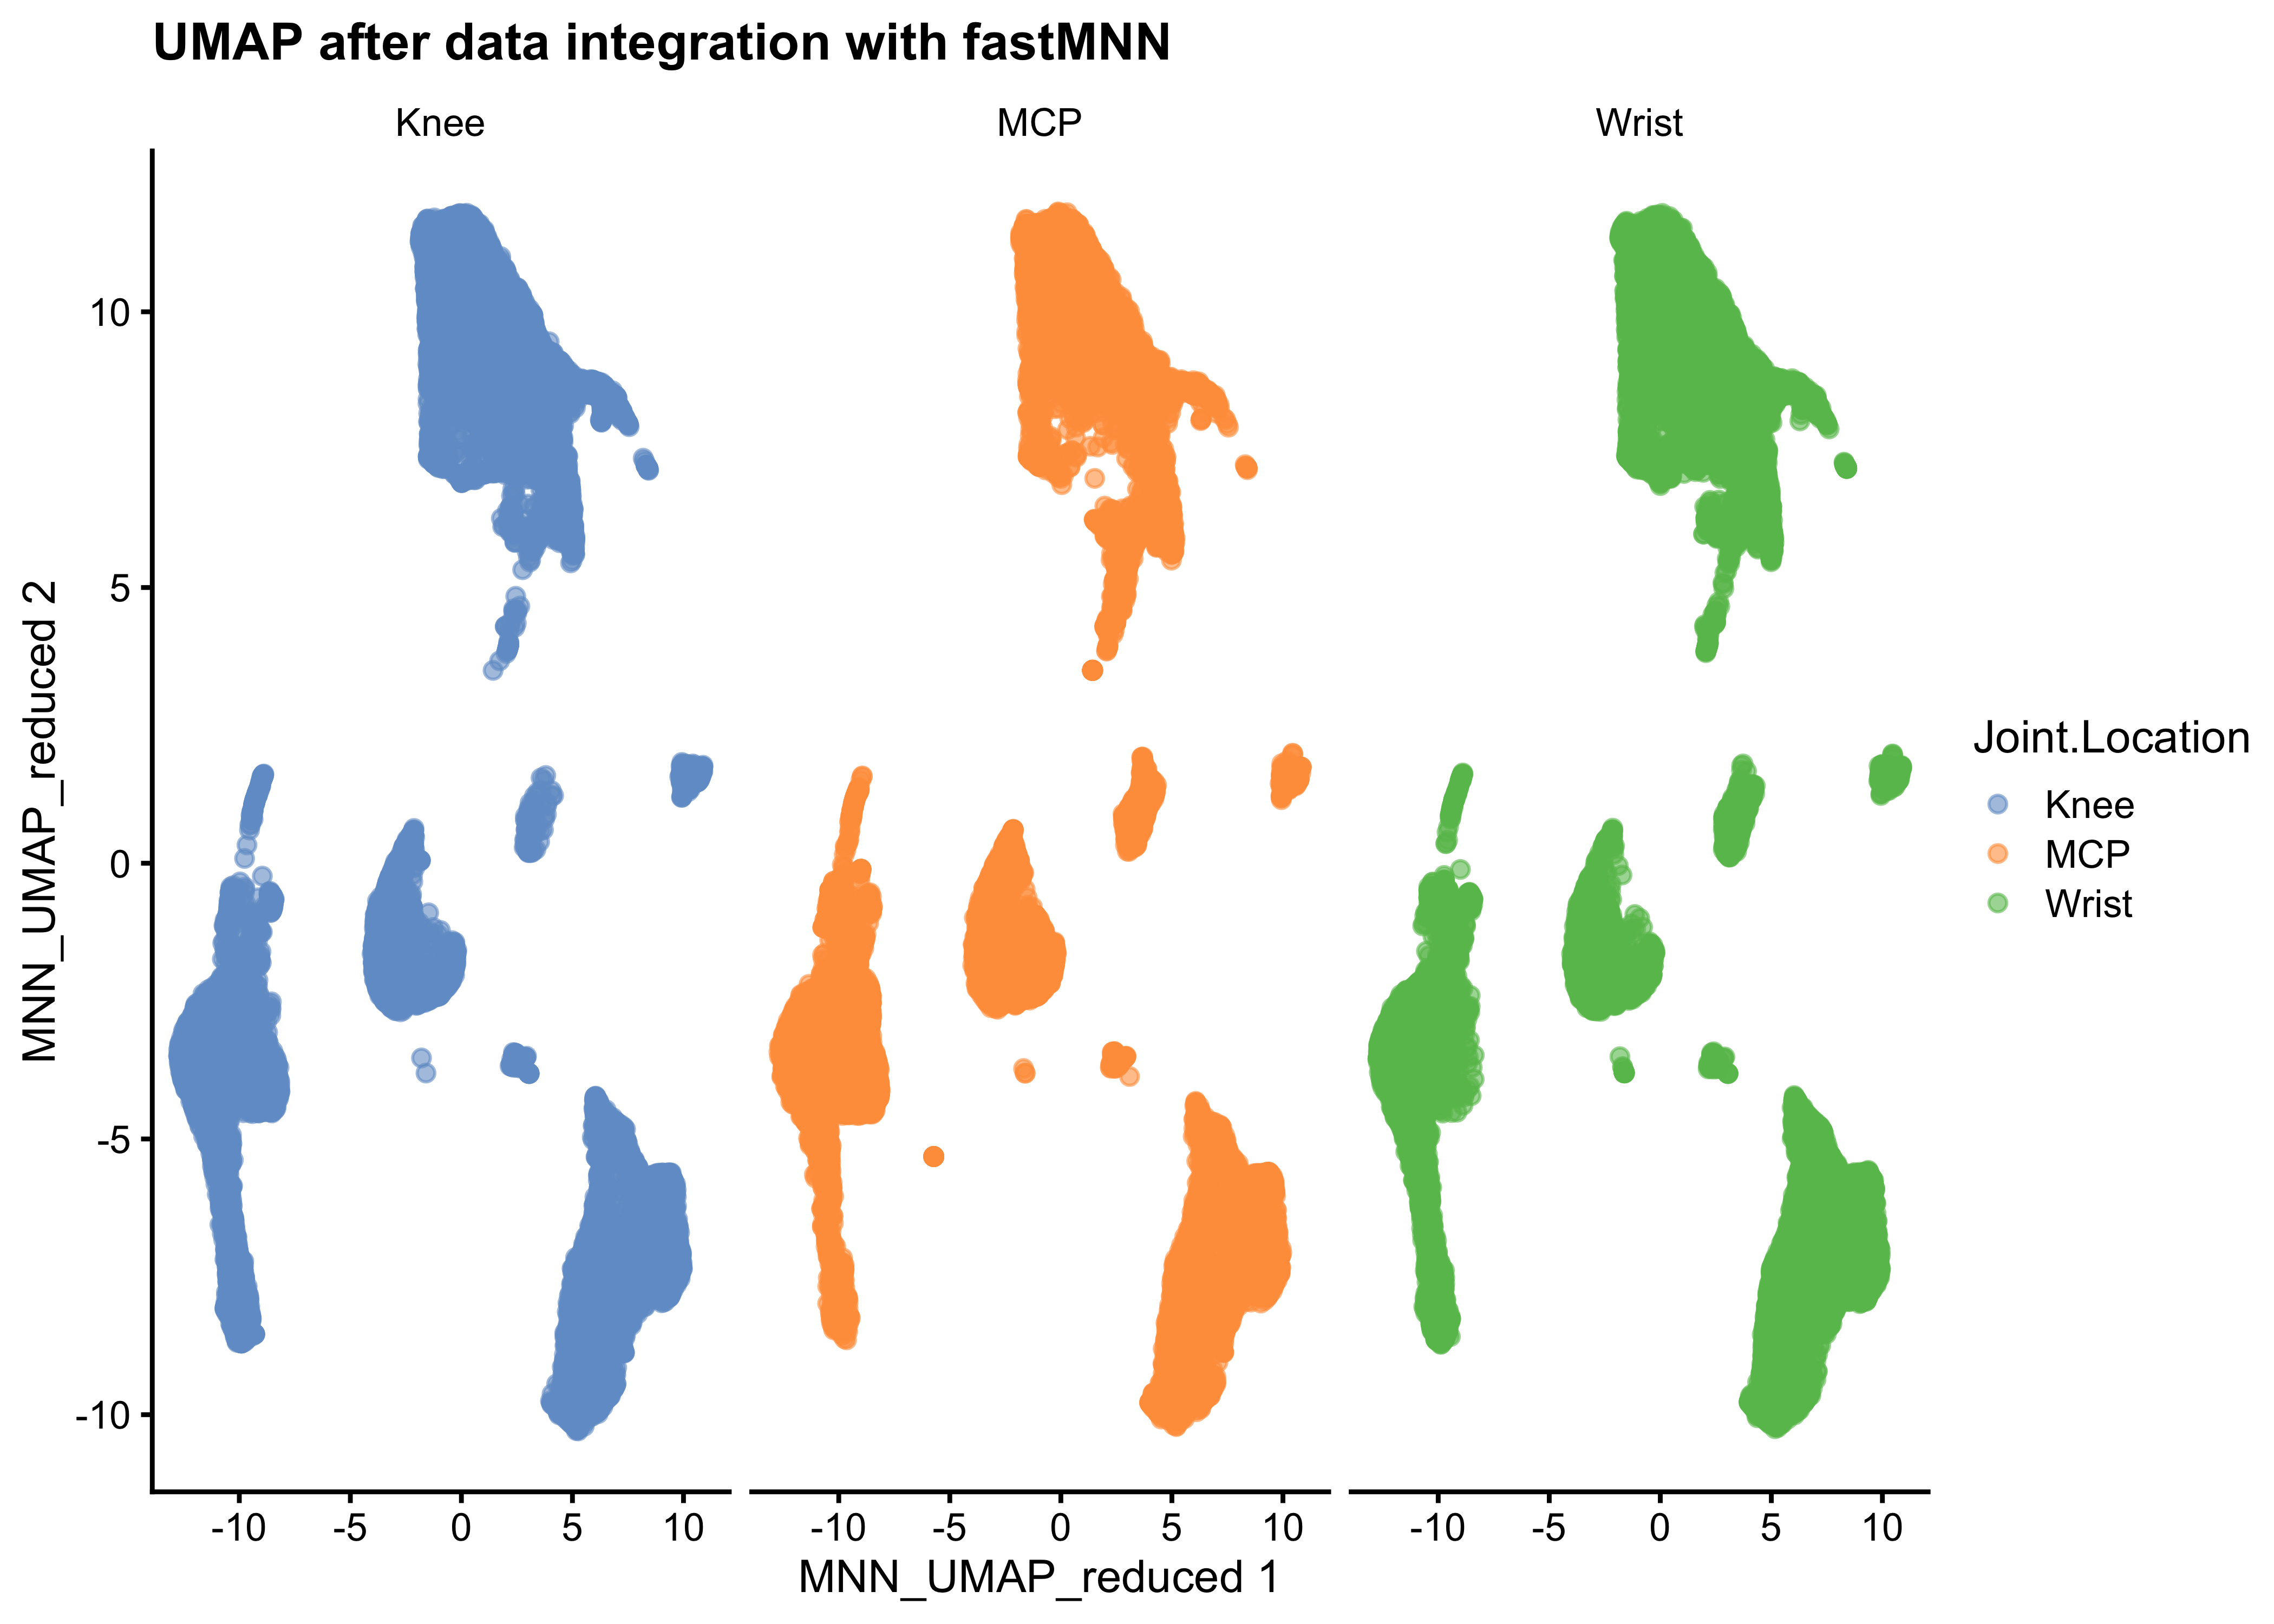 UMAP after data integration with fastMNN
Knee
MCP
Wrist
MNN_UMAP_reduced 2
10
5
0
-5
-10
-10 -5 0 5 10
-10 -5 0 5 10
-10 -5 0 5 10
MNN_UMAP_reduced 1
Joint.Location
Knee
MCP
Wrist